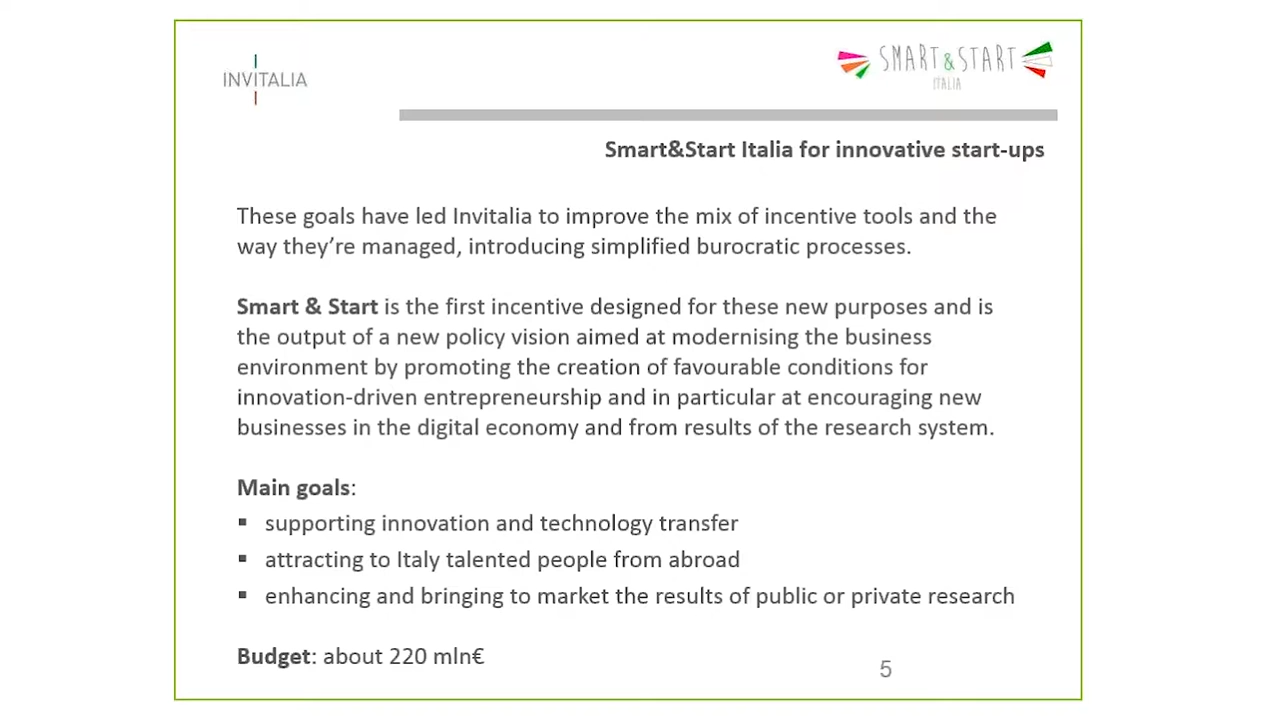 INVITALIA
SMART & START
ITALIA
Smart&Start Italia for innovative start-ups
These goals have led Invitalia to improve the mix of incentive tools and the
way they're managed, introducing simplified burocratic processes.
Smart & Start is the first incentive designed for these new purposes and is
the output of a new policy vision aimed at modernising the business
environment by promoting the creation of favourable conditions for
innovation-driven entrepreneurship and in particular at encouraging new
businesses in the digital economy and from results of the research system.
Main goals:
▪ supporting innovation and technology transfer
▪ attracting to Italy talented people from abroad
▪ enhancing and bringing to market the results of public or private research
Budget: about 220 mln€
5